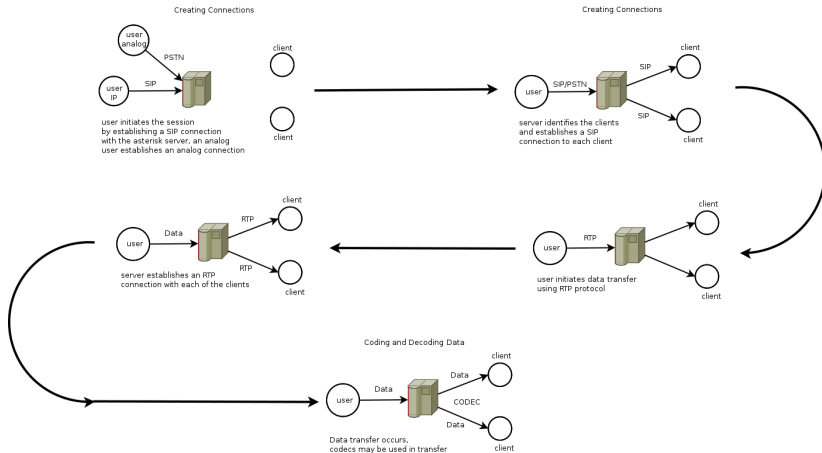 Creating Connections
user
analog
PSTN
user
IP
SIP
client
client
user initiates the session
by establishing a SIP connection
with the asterisk server, an analog
user establishes an analog connection
Creating Connections
user
SIP/PSTN
SIP
SIP
client
client
server identifies the clients
and establishes a SIP
connection to each client
user
RTP
client
client
user initiates data transfer
using RTP protocol
user
Data
RTP
RTP
client
client
server establishes an RTP
connection with each of the clients
Coding and Decoding Data
user
Data
Data
CODEC
Data
client
client
Data transfer occurs,
codecs may be used in transfer